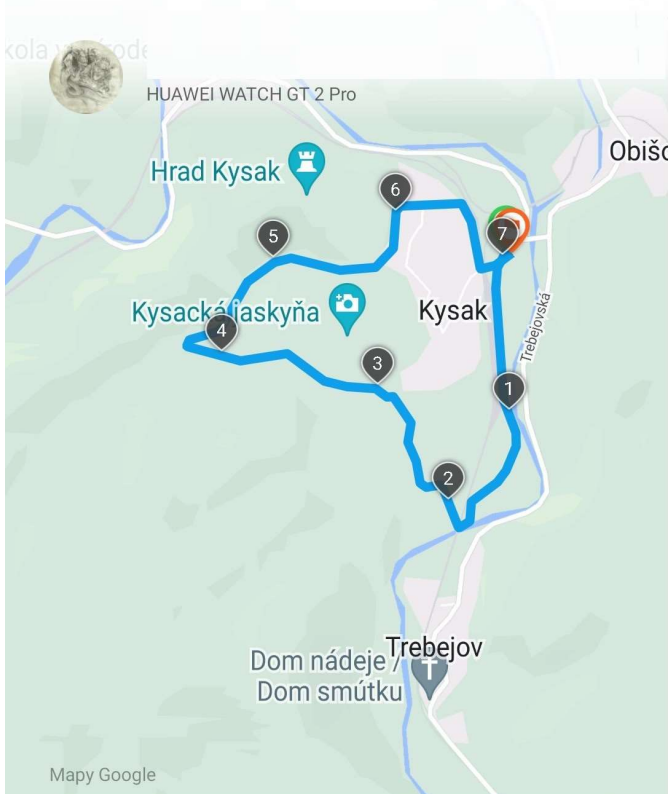 HUAWEI WATCH GT 2 Pro
Obišo
Hrad Kysak
6
5
7
Kysacká jaskyňa
Kysak
Trebejovská
4
3
1
2
Trebejov
Dom nádeje /
Dom smútku
Mapy Google